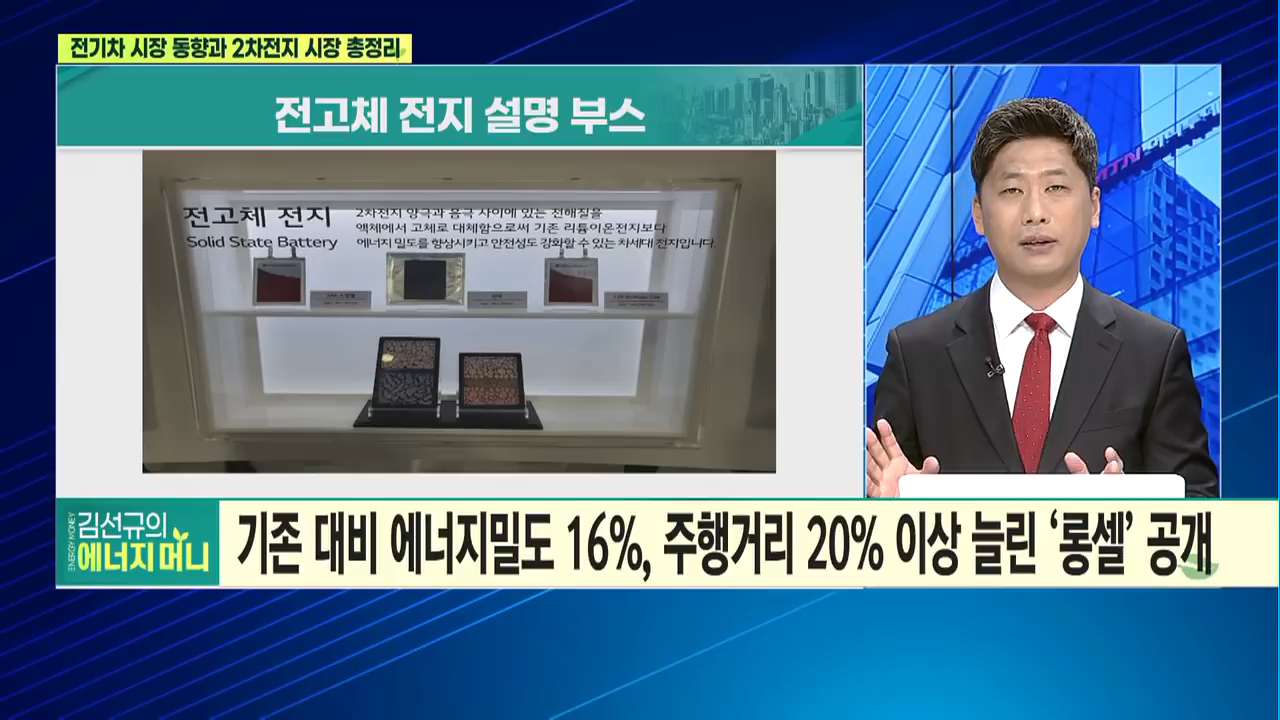 전기차 시장 동향과 2차전지 시장 총정리
전고체 전지 설명 부스
전고체 전지
Solid State Battery
2차전지 양극과 음극 사이에 있는 전해질을
액체에서 고체로 대체함으로써 기존 리튬이온전지보다
에너지 밀도를 향상시키고 안전성도 강화할 수 있는 차세대 전지입니다.
MTN
ENERGY MONEY
김선규의
에너지 머니
기존 대비 에너지밀도 16%, 주행거리 20% 이상 늘린 ‘롱셀’ 공개